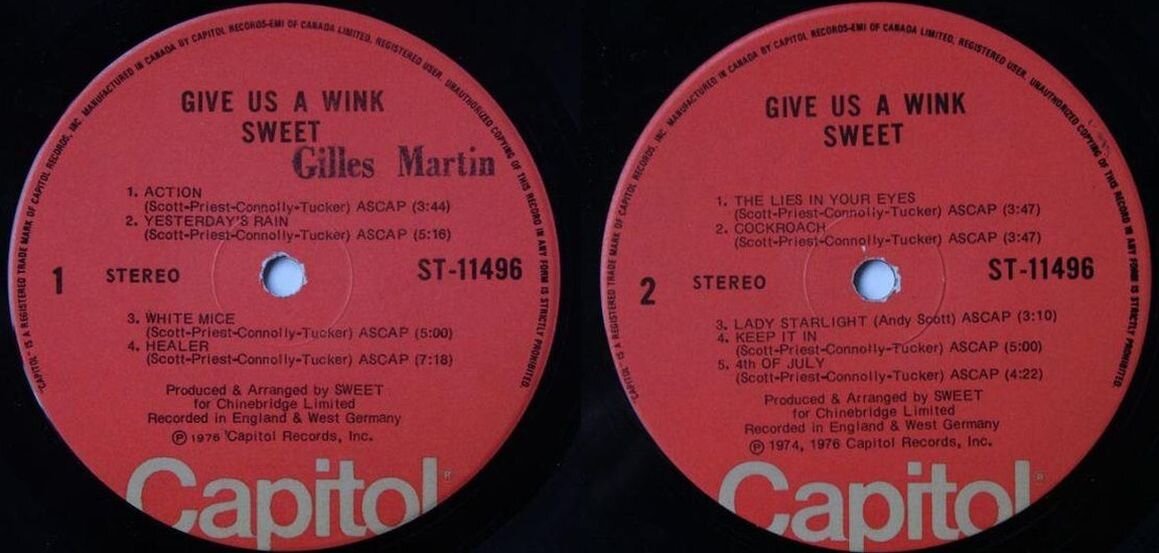 "CAPITOL" IS A REGISTERED TRADE MARK OF CAPITOL RECORDS, INC MANUFACTURED IN CANADA BY CAPITOL RECORDS-EMI OF CANADA LIMITED, REGISTERED USER. UNAUTHORIZED COPYING OF THIS RECORD IN ANY FORM IS STRICTLY PROHIBITED.
GIVE US A WINK
SWEET
Gilles Martin
1. ACTION
(Scott-Priest-Connolly-Tucker) ASCAP (3:44)
2. YESTERDAY'S RAIN
(Scott-Priest-Connolly-Tucker) ASCAP (5:16)
1 STEREO ST-11496
3. WHITE MICE
(Scott-Priest-Connolly-Tucker) ASCAP (5:00)
4. HEALER
(Scott-Priest-Connolly-Tucker) ASCAP (7:18)
Produced & Arranged by SWEET
for Chinebridge Limited
Recorded in England & West Germany
Ⓟ 1976 Capitol Records, Inc.
Capitol®
"CAPITOL" IS A REGISTERED TRADE MARK OF CAPITOL RECORDS, INC MANUFACTURED IN CANADA BY CAPITOL RECORDS-EMI OF CANADA LIMITED, REGISTERED USER. UNAUTHORIZED COPYING OF THIS RECORD IN ANY FORM IS STRICTLY PROHIBITED.
GIVE US A WINK
SWEET
1. THE LIES IN YOUR EYES
(Scott-Priest-Connolly-Tucker) ASCAP (3:47)
2. COCKROACH
(Scott-Priest-Connolly-Tucker) ASCAP (3:47)
2 STEREO ST-11496
3. LADY STARLIGHT (Andy Scott) ASCAP (3:10)
4. KEEP IT IN
(Scott-Priest-Connolly-Tucker) ASCAP (5:00)
5. 4th OF JULY
(Scott-Priest-Connolly-Tucker) ASCAP (4:22)
Produced & Arranged by SWEET
for Chinebridge Limited
Recorded in England & West Germany
Ⓟ 1974, 1976 Capitol Records, Inc.
Capitol®